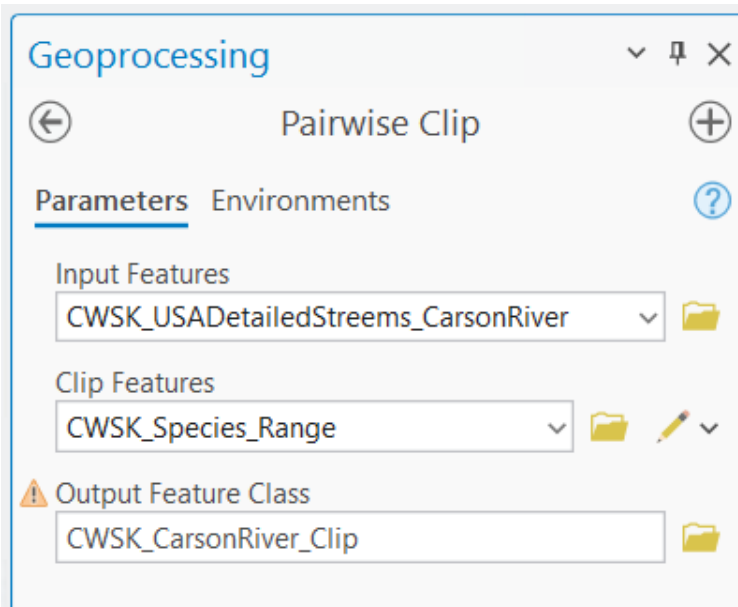 Geoprocessing
Pairwise Clip
Parameters Environments
Input Features
CWSK_USADetailedStreems_CarsonRiver
Clip Features
CWSK_Species_Range
Output Feature Class
CWSK_CarsonRiver_Clip